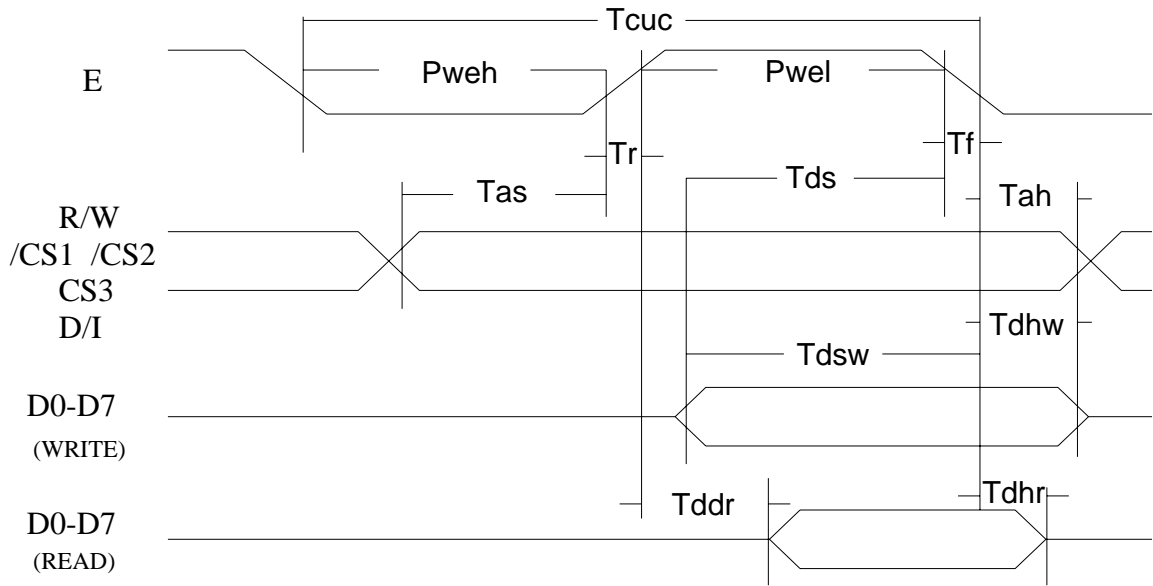 Tcuc
E
Pweh
Pwel
Tr
Tf
Tas
Tds
Tah
R/W
/CS1 /CS2
CS3
D/I
Tdhw
Tdsw
D0-D7
(WRITE)
Tddr
Tdhr
D0-D7
(READ)